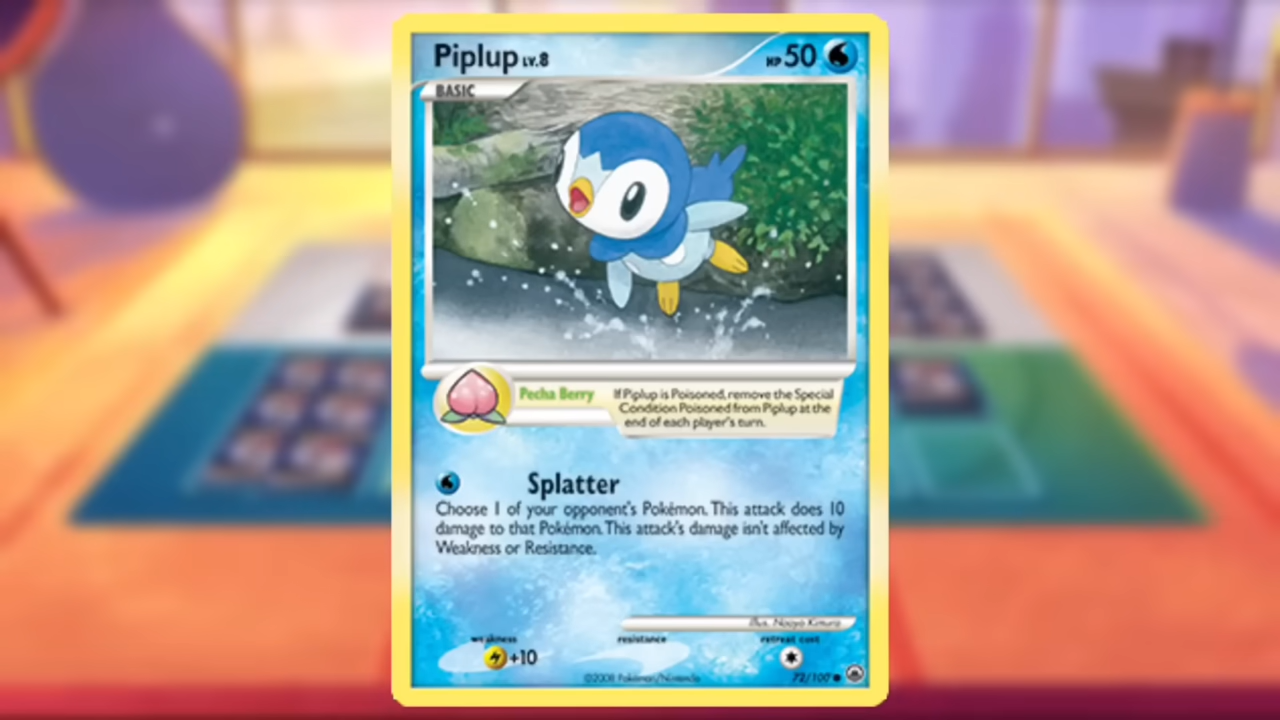 Piplup LV.8 HP 50
BASIC
Pecha Berry
If Piplup is Poisoned, remove the Special
Condition Poisoned from Piplup at the
end of each player's turn.
Splatter
Choose 1 of your opponent's Pokémon. This attack does 10
damage to that Pokémon. This attack's damage isn't affected by
Weakness or Resistance.
Illus. Naoyo Kimura
weakness resistance retreat cost
+10
©2008 Pokémon/Nintendo 72/100